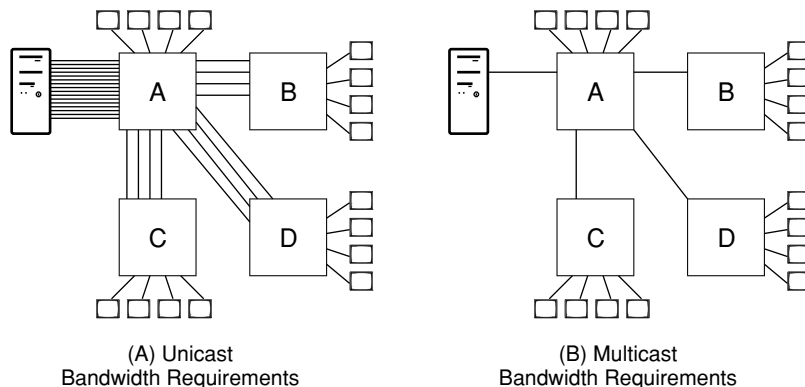 A
B
C
D
(A) Unicast
Bandwidth Requirements
A
B
C
D
(B) Multicast
Bandwidth Requirements